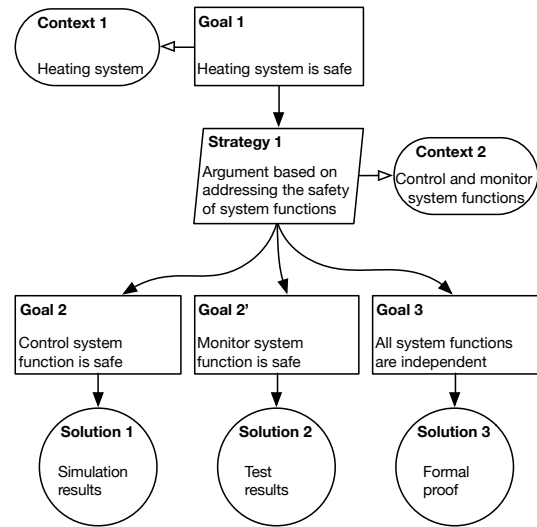 Context 1
Heating system
Goal 1
Heating system is safe
Strategy 1
Argument based on
addressing the safety
of system functions
Context 2
Control and monitor
system functions
Goal 2
Control system
function is safe
Goal 2'
Monitor system
function is safe
Goal 3
All system functions
are independent
Solution 1
Simulation
results
Solution 2
Test
results
Solution 3
Formal
proof